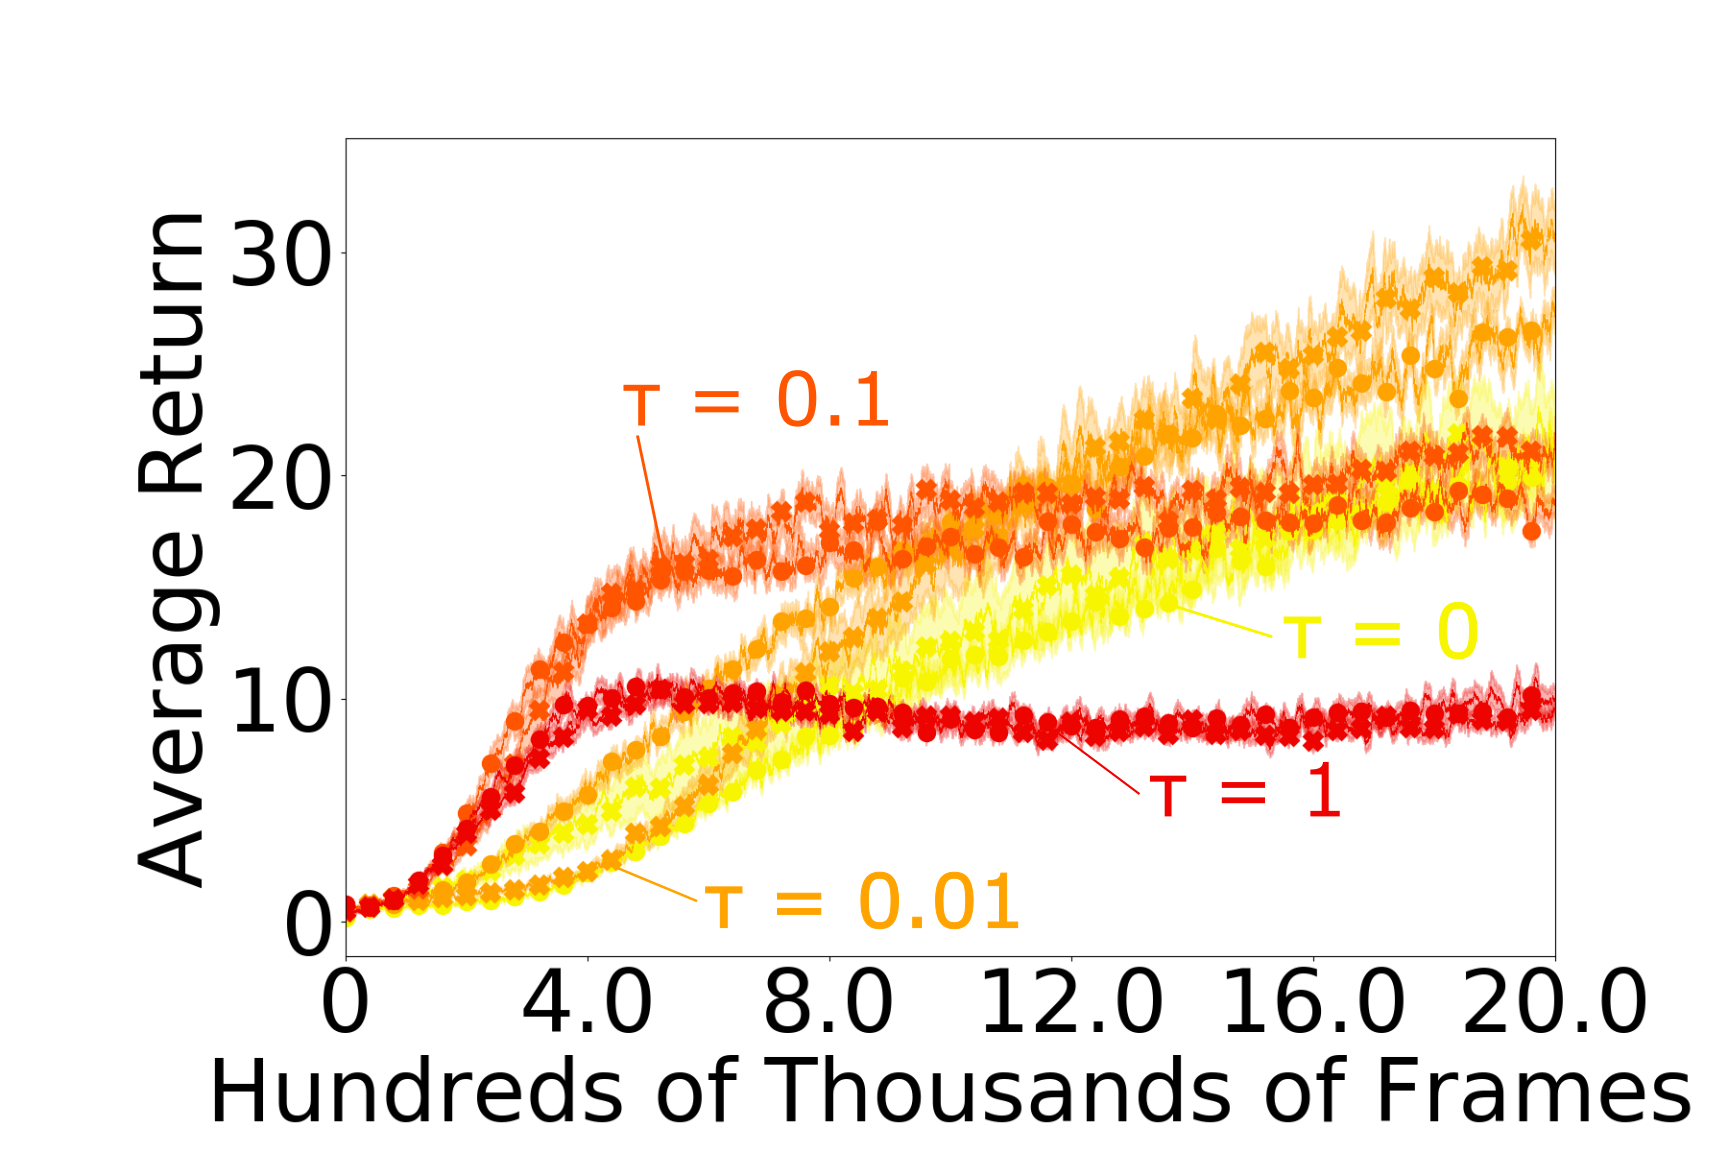 Average Return
30
20
10
0
τ = 0.1
τ = 0
τ = 1
τ = 0.01
0 4.0 8.0 12.0 16.0 20.0
Hundreds of Thousands of Frames